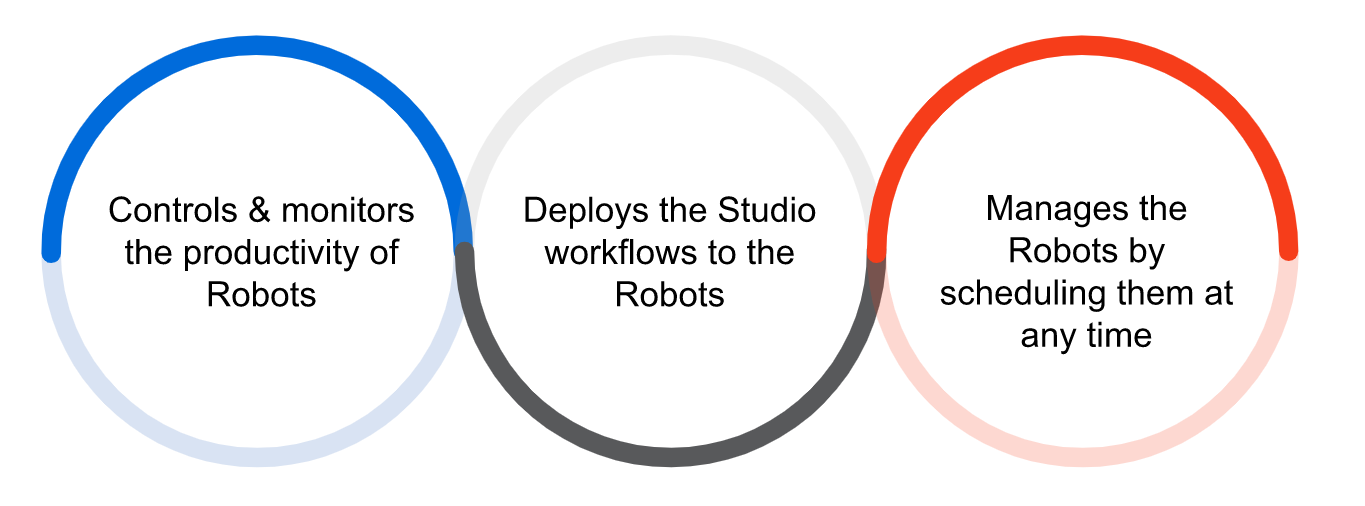 Controls & monitors
the productivity of
Robots
Deploys the Studio
workflows to the
Robots
Manages the
Robots by
scheduling them at
any time